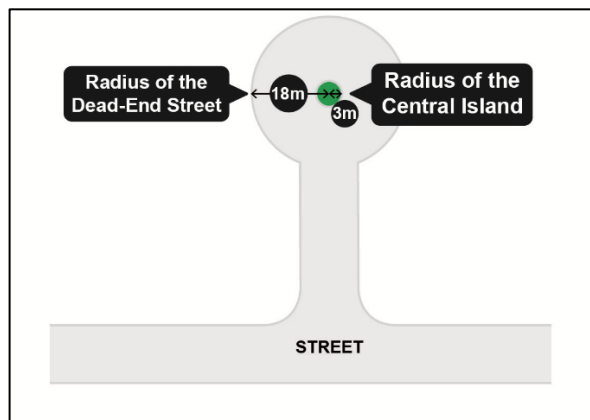 Radius of the
Dead-End Street
18m
Radius of the
Central Island
3m
STREET